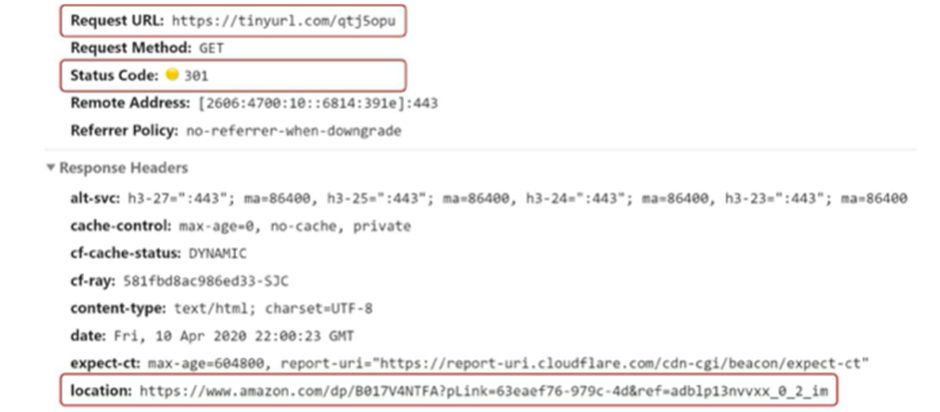 Request URL: https://tinyurl.com/qtj5opu
Request Method: GET
Status Code: 301
Remote Address: [2606:4700:10::6814:391e]:443
Referrer Policy: no-referrer-when-downgrade
Response Headers
alt-svc: h3-27=":443"; ma=86400, h3-25=":443"; ma=86400, h3-24=":443"; ma=86400, h3-23=":443"; ma=86400
cache-control: max-age=0, no-cache, private
cf-cache-status: DYNAMIC
cf-ray: 581fbd8ac986ed33-SJC
content-type: text/html; charset=UTF-8
date: Fri, 10 Apr 2020 22:00:23 GMT
expect-ct: max-age=604800, report-uri="https://report-uri.cloudflare.com/cdn-cgi/beacon/expect-ct"
location: https://www.amazon.com/dp/B017V4NTFA?pLink=63eaef76-979c-4d&ref=adblp13nvvxx_0_2_im